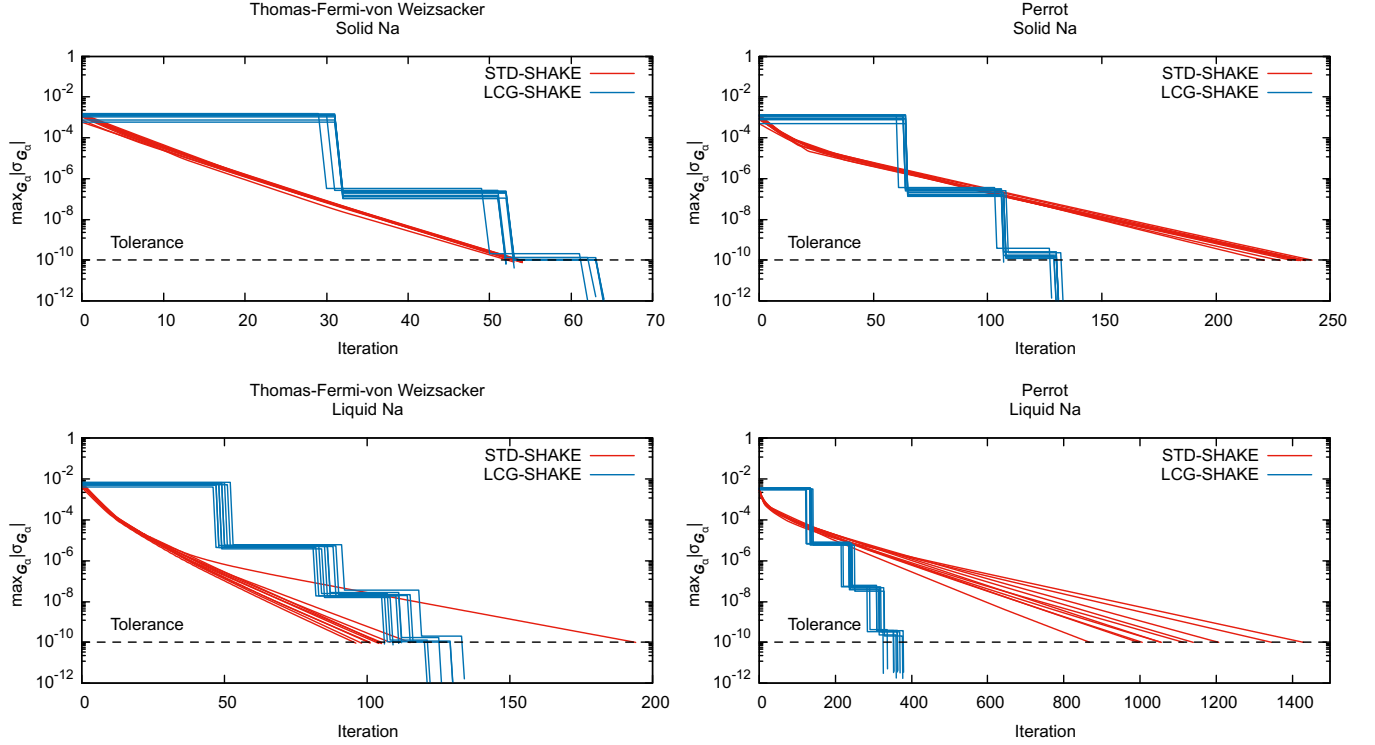 Thomas-Fermi-von Weizsacker
Solid Na
1
10⁻²
10⁻⁴
10⁻⁶
10⁻⁸
10⁻¹⁰
10⁻¹²
max_Gα|σ_Gα|
STD-SHAKE
LCG-SHAKE
Tolerance
0 10 20 30 40 50 60 70
Iteration
Perrot
Solid Na
1
10⁻²
10⁻⁴
10⁻⁶
10⁻⁸
10⁻¹⁰
10⁻¹²
max_Gα|σ_Gα|
STD-SHAKE
LCG-SHAKE
Tolerance
0 50 100 150 200 250
Iteration
Thomas-Fermi-von Weizsacker
Liquid Na
1
10⁻²
10⁻⁴
10⁻⁶
10⁻⁸
10⁻¹⁰
10⁻¹²
max_Gα|σ_Gα|
STD-SHAKE
LCG-SHAKE
Tolerance
0 50 100 150 200
Iteration
Perrot
Liquid Na
1
10⁻²
10⁻⁴
10⁻⁶
10⁻⁸
10⁻¹⁰
10⁻¹²
max_Gα|σ_Gα|
STD-SHAKE
LCG-SHAKE
Tolerance
0 200 400 600 800 1000 1200 1400
Iteration